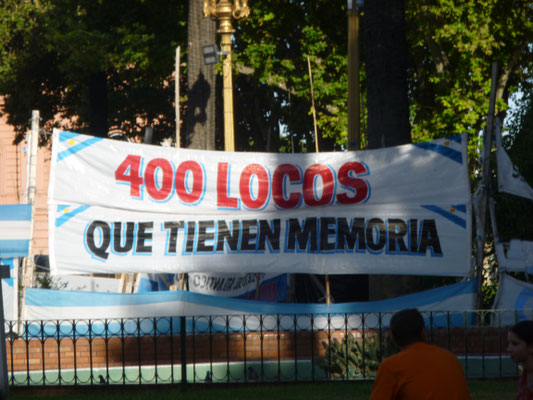 400 LOCOS
QUE TIENEN MEMORIA